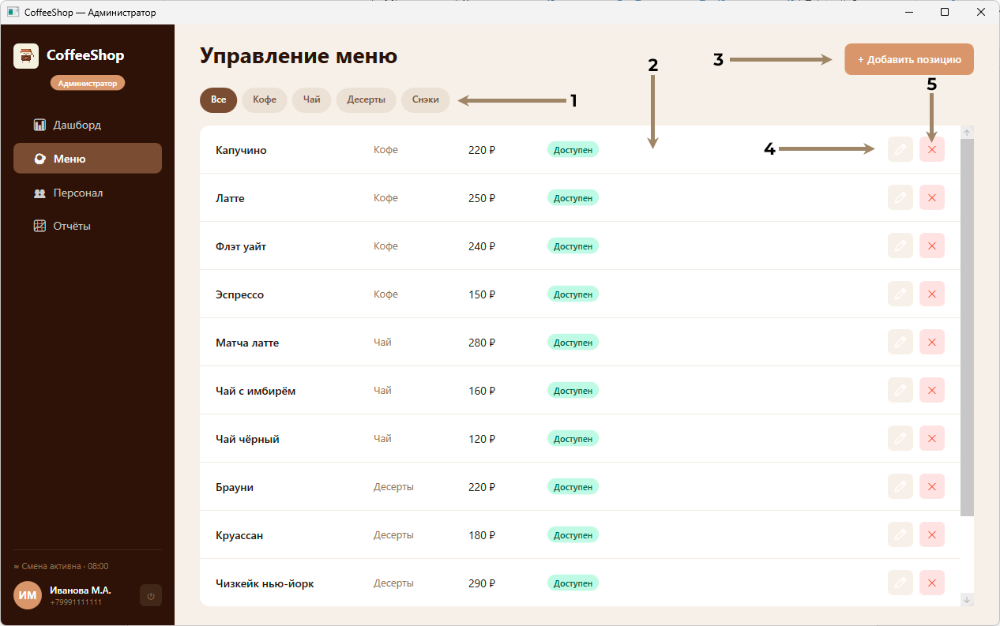 CoffeeShop — Администратор
CoffeeShop
Администратор
Дашборд
Меню
Персонал
Отчёты
≈ Смена активна · 08:00
ИМ
Иванова М.А.
+79991111111
Управление меню
2
3
+ Добавить позицию
5
Все Кофе Чай Десерты Снэки
1
4
Капучино Кофе 220 ₽ Доступен
Латте Кофе 250 ₽ Доступен
Флэт уайт Кофе 240 ₽ Доступен
Эспрессо Кофе 150 ₽ Доступен
Матча латте Чай 280 ₽ Доступен
Чай с имбирём Чай 160 ₽ Доступен
Чай чёрный Чай 120 ₽ Доступен
Брауни Десерты 220 ₽ Доступен
Круассан Десерты 180 ₽ Доступен
Чизкейк нью-йорк Десерты 290 ₽ Доступен